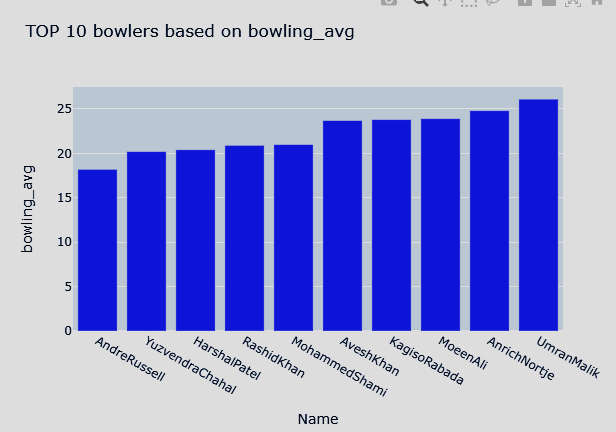 TOP 10 bowlers based on bowling_avg
bowling_avg
25
20
15
10
5
0
AndreRussell
YuzvendraChahal
HarshalPatel
RashidKhan
MohammedShami
AveshKhan
KagisoRabada
MoeenAli
AnrichNortje
UmranMalik
Name